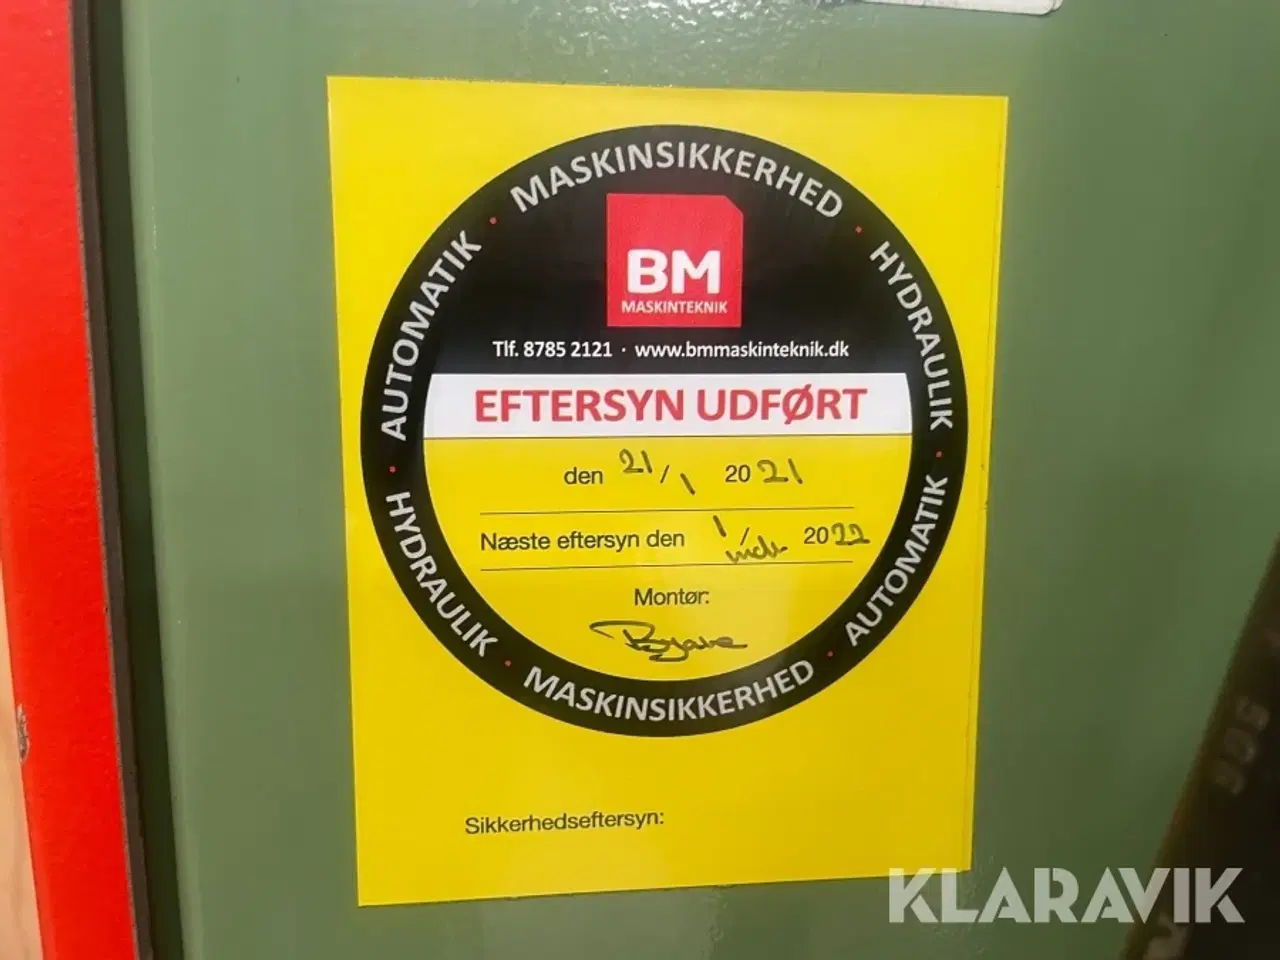 MASKINSIKKERHED · HYDRAULIK · AUTOMATIK · MASKINSIKKERHED · HYDRAULIK · AUTOMATIK ·
BM
MASKINTEKNIK
Tlf. 8785 2121 · www.bmmaskinteknik.dk
EFTERSYN UDFØRT
den 21/1 2021
Næste eftersyn den 1/ 2022
Montør:
Sikkerhedseftersyn:
KLARAVIK